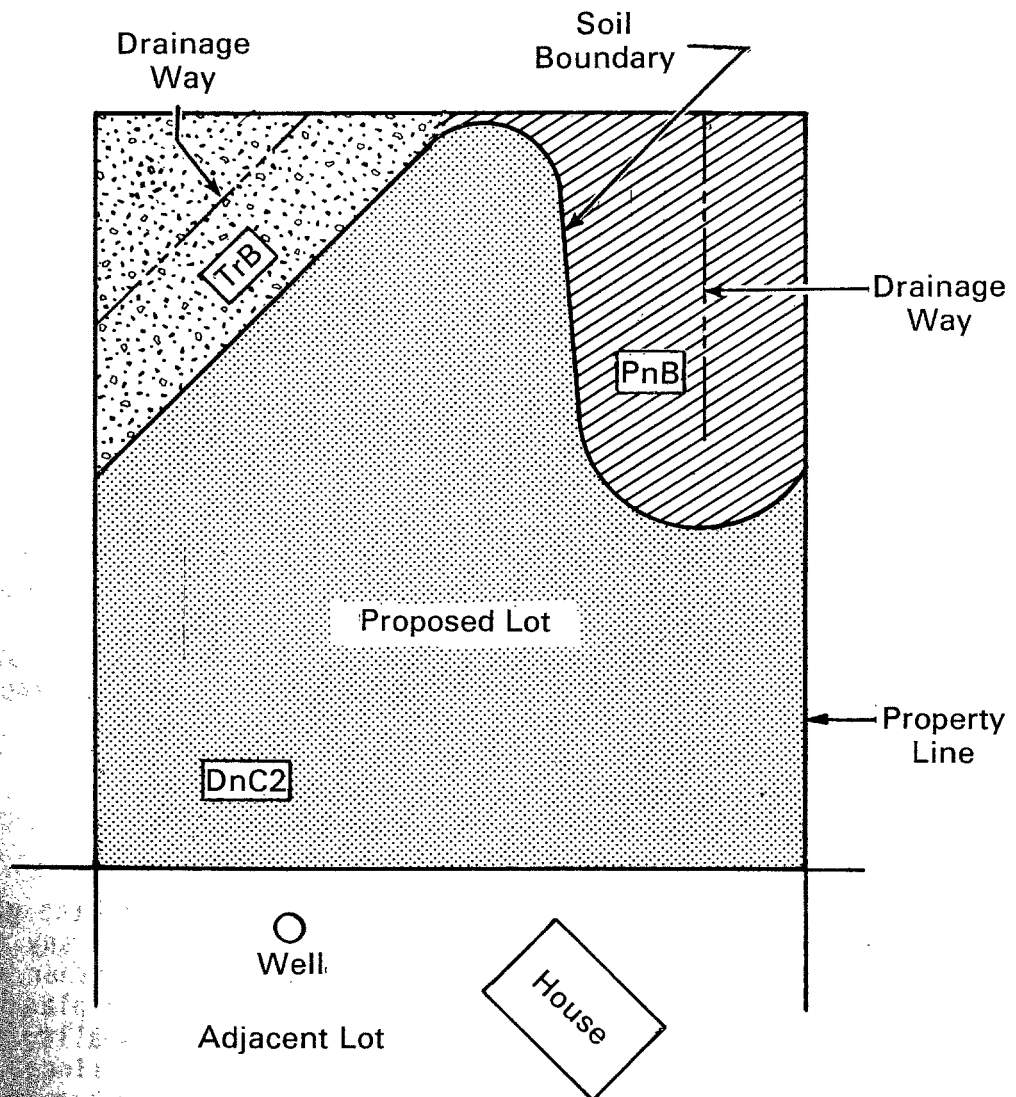 Soil
Boundary
Drainage
Way
TrB
Drainage
Way
PnB
Proposed Lot
Property
Line
DnC2
Well
House
Adjacent Lot